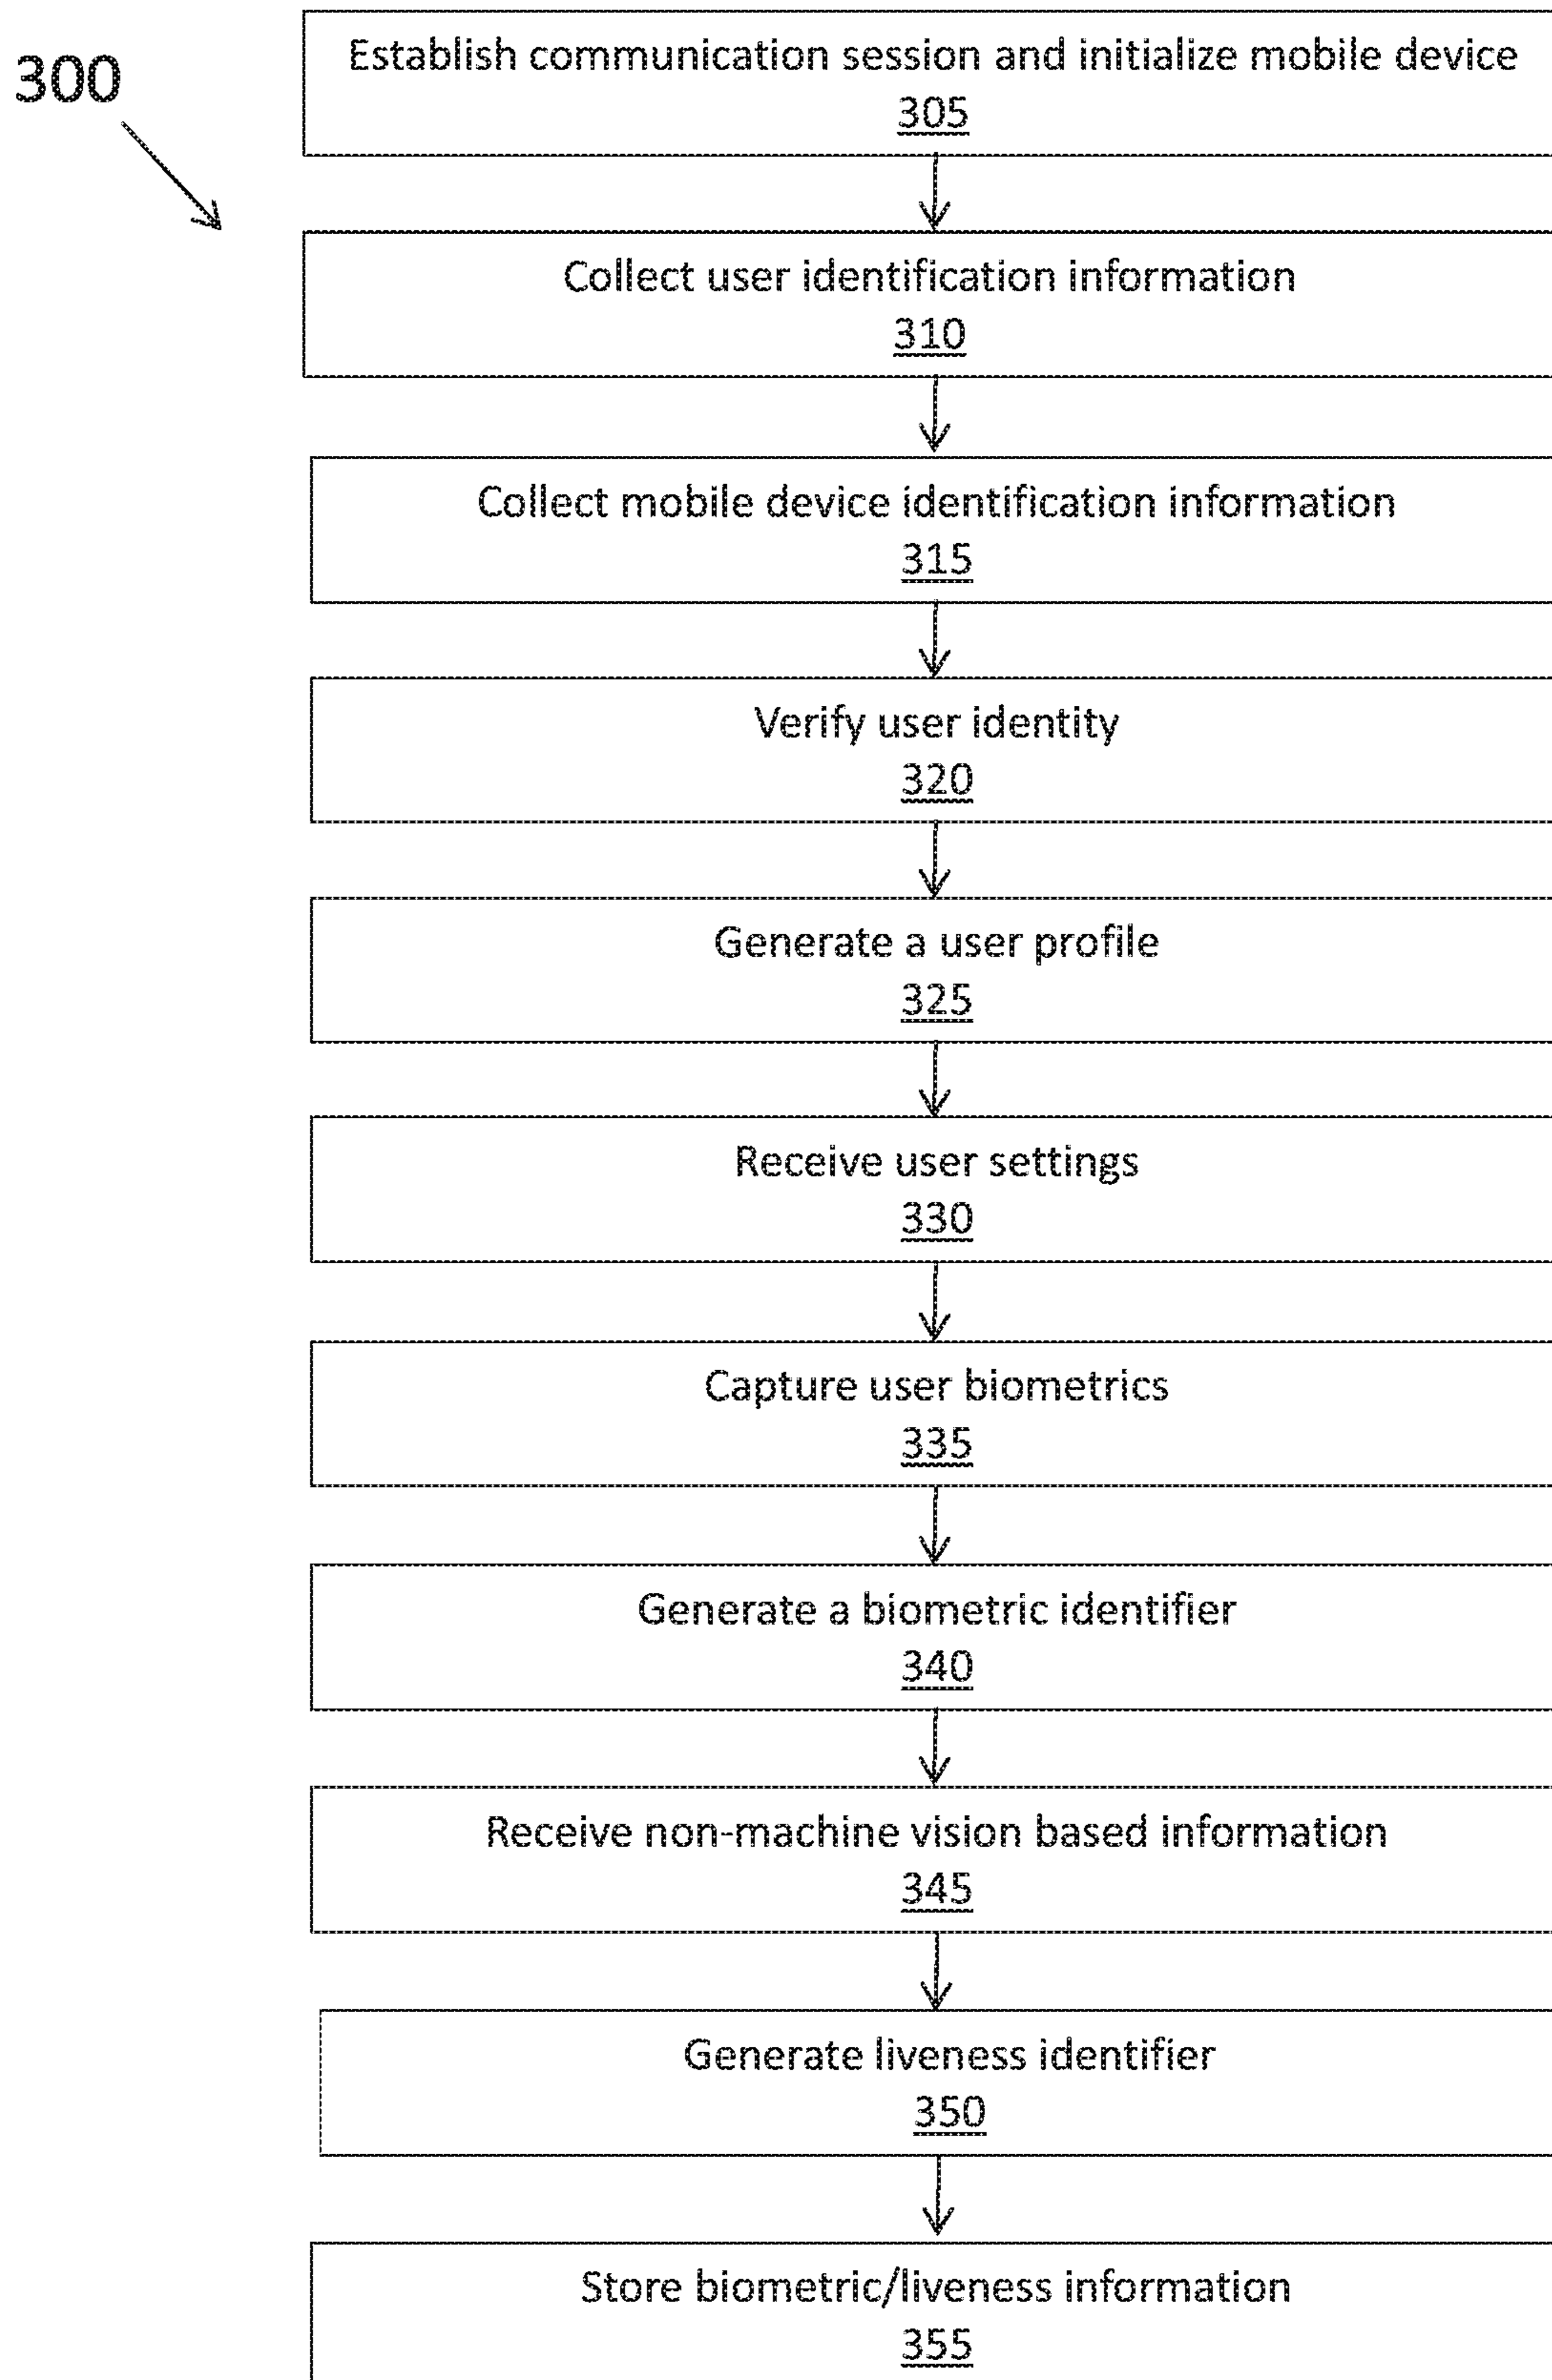 300
Establish communication session and initialize mobile device
305
Collect user identification information
310
Collect mobile device identification information
315
Verify user identity
320
Generate a user profile
325
Receive user settings
330
Capture user biometrics
335
Generate a biometric identifier
340
Receive non-machine vision based information
345
Generate liveness identifier
350
Store biometric/liveness information
355